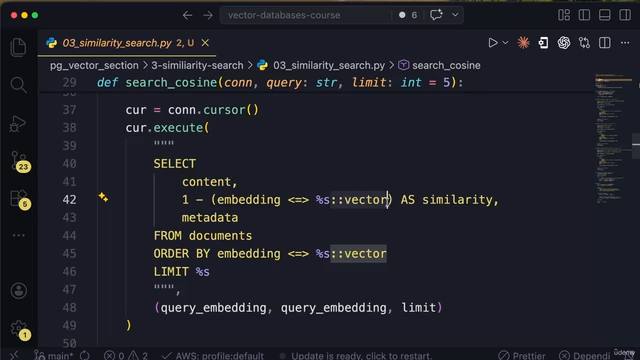 vector-databases-course
6
03_similarity_search.py 2, U
pg_vector_section > 3-similiarity-search > 03_similarity_search.py > search_cosine
29 def search_cosine(conn, query: str, limit: int = 5):
37 cur = conn.cursor()
38 cur.execute(
39 """
40 SELECT
41 content,
42 1 - (embedding <=> %s::vector) AS similarity,
43 metadata
44 FROM documents
45 ORDER BY embedding <=> %s::vector
46 LIMIT %s
47 """,
48 (query_embedding, query_embedding, limit)
49 )
50
23
5
1
main* 0 2 AWS: profile:default Update is ready, click to restart. Prettier Dependi
ûdemy